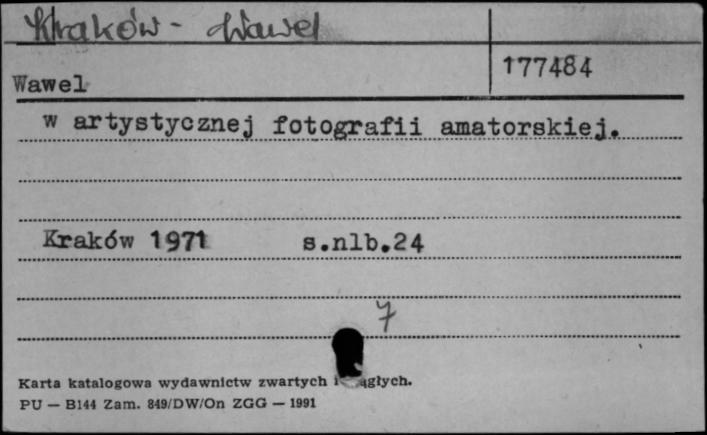 Kraków - Wawel
177484
Wawel
w artystycznej fotografii amatorskiej.
Kraków 1971 s.nlb.24
7
Karta katalogowa wydawnictw zwartych i ągłych.
PU — B144 Zam. 849/DW/On ZGG — 1991